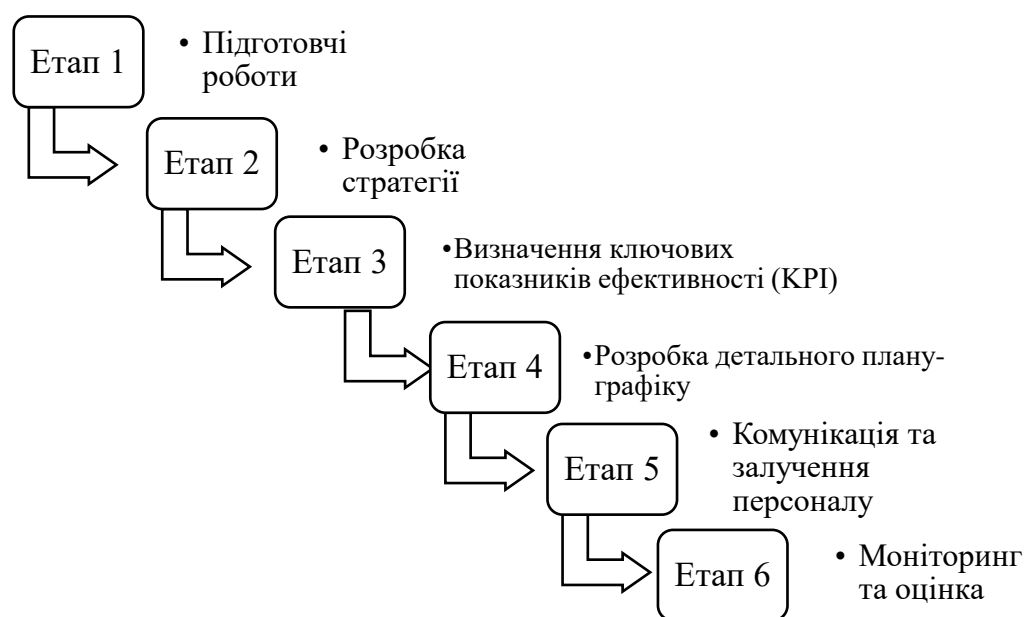 Етап 1
• Підготовчі
роботи
Етап 2
• Розробка
стратегії
Етап 3
•Визначення ключових
показників ефективності (KPI)
Етап 4
•Розробка детального плану-
графіку
Етап 5
• Комунікація та
залучення
персоналу
Етап 6
• Моніторинг
та оцінка